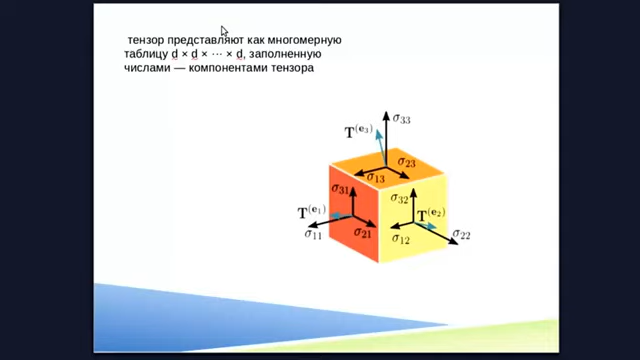 тензор представляют как многомерную
таблицу d × d × ··· × d, заполненную
числами — компонентами тензора
σ33
T(e3)
σ23
σ13
σ31
σ32
T(e1)
T(e2)
σ11
σ21
σ12
σ22